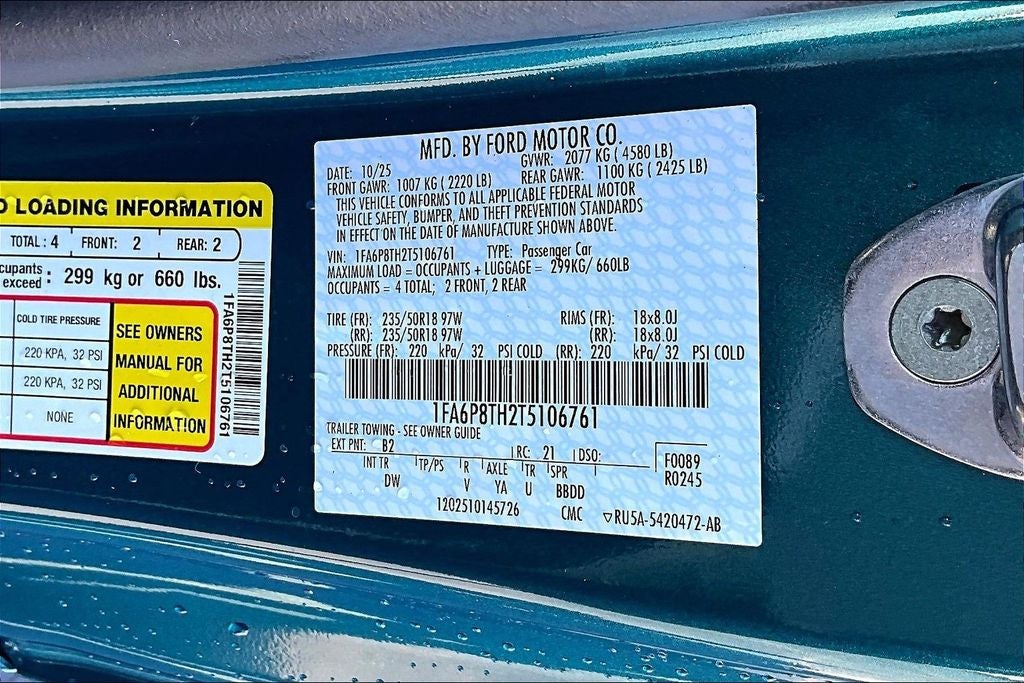 D LOADING INFORMATION
TOTAL: 4 FRONT: 2 REAR: 2
cupants
exceed : 299 kg or 660 lbs.
COLD TIRE PRESSURE
220 KPA, 32 PSI
220 KPA, 32 PSI
NONE
SEE OWNERS
MANUAL FOR
ADDITIONAL
INFORMATION
1FA6P8TH2T5106761
MFD. BY FORD MOTOR CO.
DATE: 10/25 GVWR: 2077 KG ( 4580 LB)
FRONT GAWR: 1007 KG ( 2220 LB) REAR GAWR: 1100 KG ( 2425 LB)
THIS VEHICLE CONFORMS TO ALL APPLICABLE FEDERAL MOTOR
VEHICLE SAFETY, BUMPER, AND THEFT PREVENTION STANDARDS
IN EFFECT ON THE DATE OF MANUFACTURE SHOWN ABOVE.
VIN: 1FA6P8TH2T5106761 TYPE: Passenger Car
MAXIMUM LOAD = OCCUPANTS + LUGGAGE = 299KG/ 660LB
OCCUPANTS = 4 TOTAL; 2 FRONT, 2 REAR
TIRE (FR): 235/50R18 97W RIMS (FR): 18x8.0J
(RR): 235/50R18 97W (RR): 18x8.0J
PRESSURE (FR): 220 kPa/ 32 PSI COLD (RR): 220 kPa/ 32 PSI COLD
1FA6P8TH2T5106761
TRAILER TOWING - SEE OWNER GUIDE
EXT PNT: B2 RC: 21 DSO: F0089
INT TR TP/PS R AXLE TR SPR R0245
DW V YA U BBDD
1202510145726 CMC ▽RU5A-5420472-AB